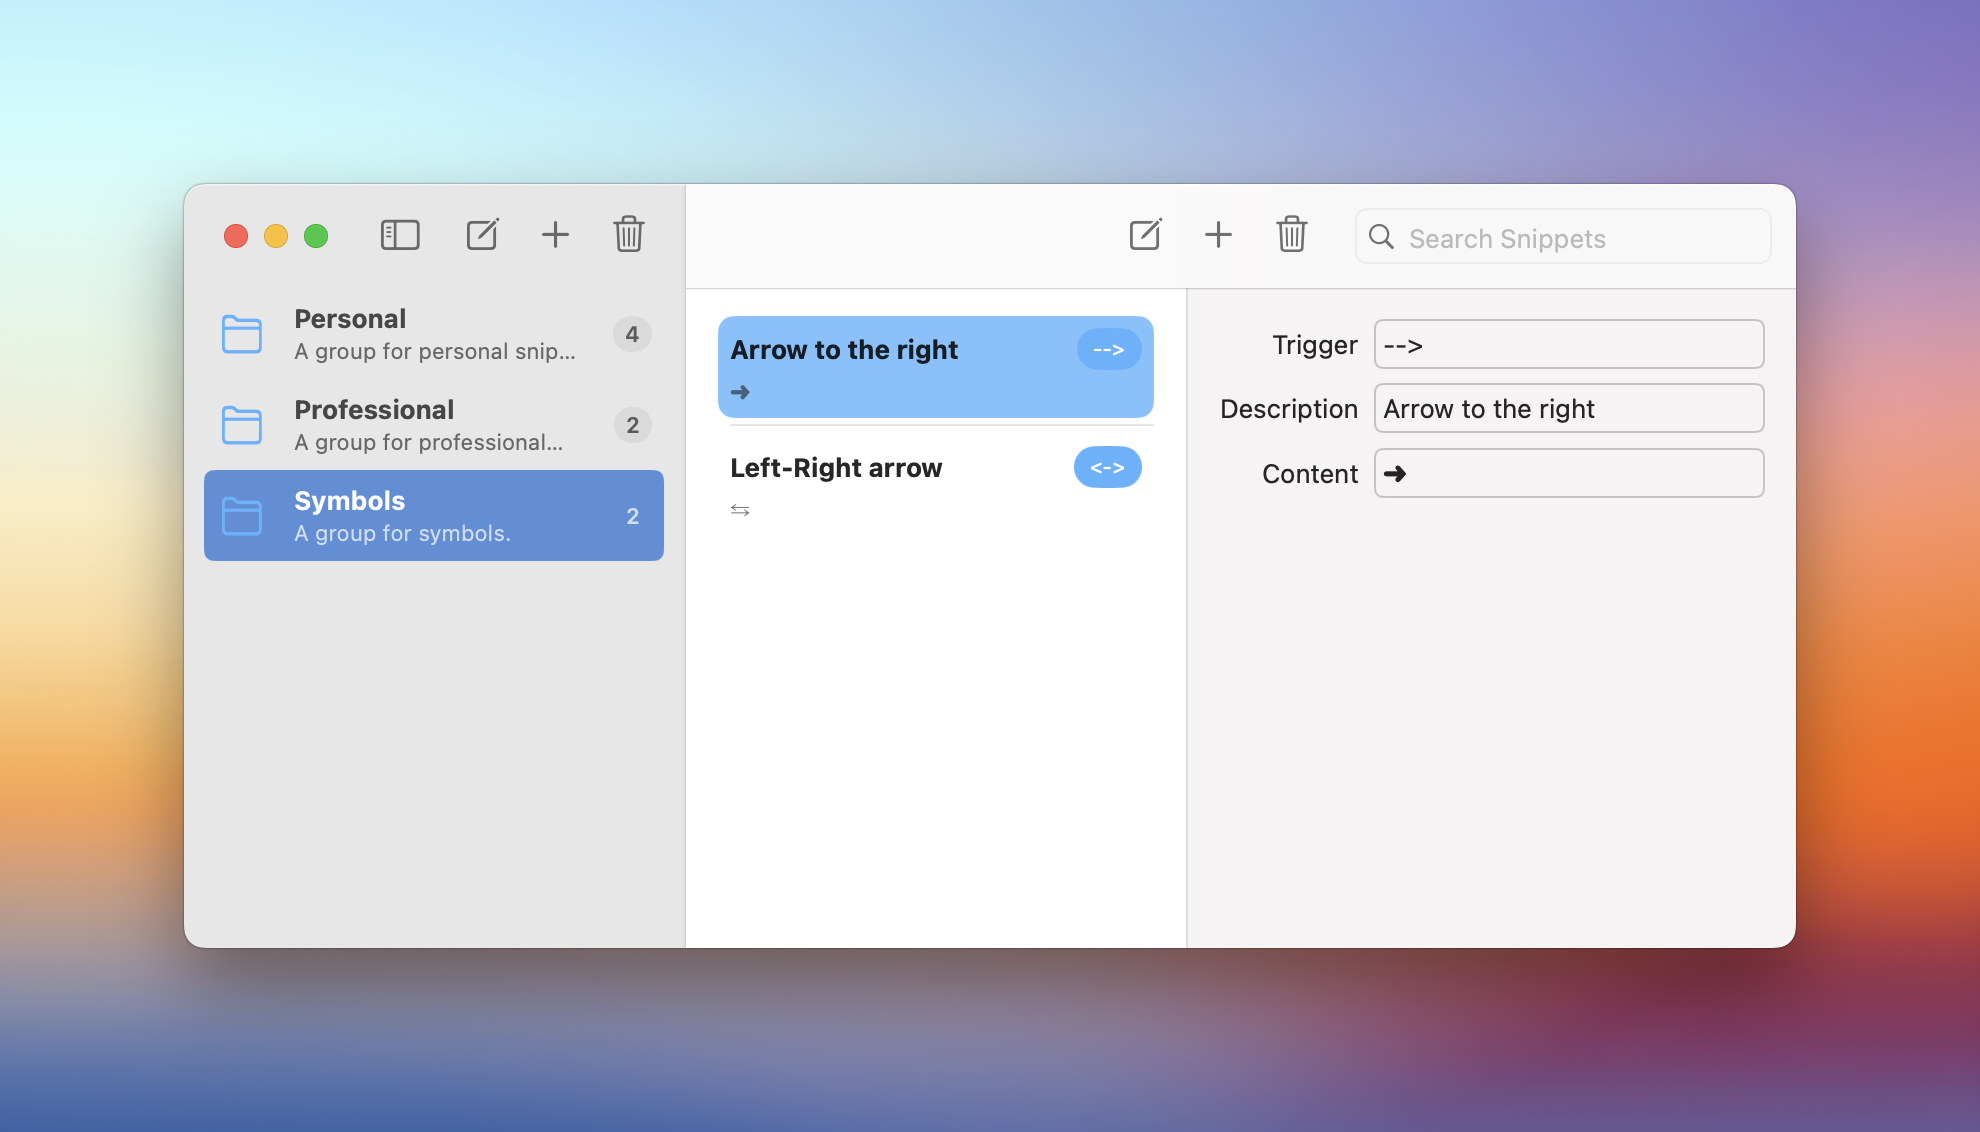 Search Snippets
Personal
A group for personal snip...
4
Professional
A group for professional...
2
Symbols
A group for symbols.
2
Arrow to the right
-->
➜
Left-Right arrow
<->
⇆
Trigger
-->
Description
Arrow to the right
Content
➜